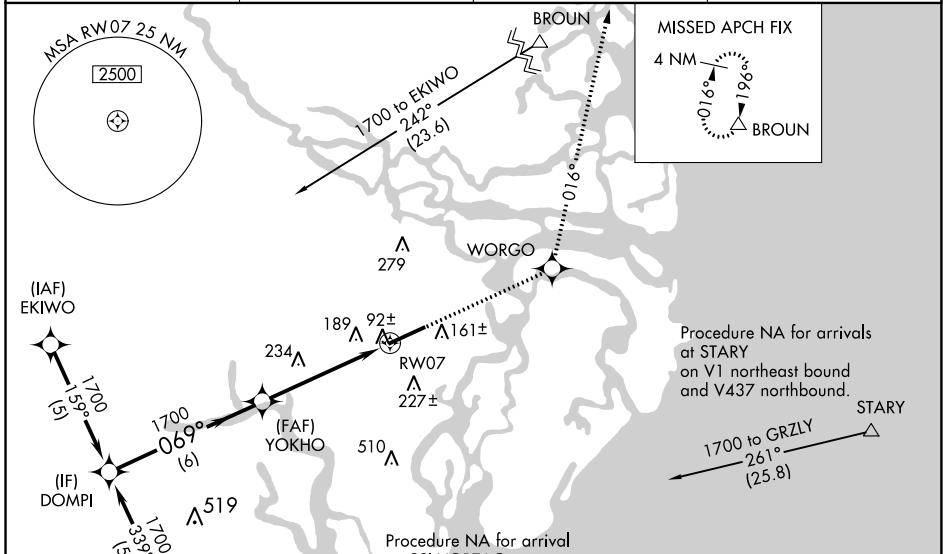 MSA RW07 25 NM
2500
BROUN
1700 to EKIWO
242°
(23.6)
016°
MISSED APCH FIX
4 NM
016°
196°
BROUN
WORGO
279
(IAF)
EKIWO
189
92±
161±
234
RW07
227±
1700
159°
(5)
1700
069°
(6)
(FAF)
YOKHO
510
(IF)
DOMPI
519
1700
339°
Procedure NA for arrivals
at STARY
on V1 northeast bound
and V437 northbound.
STARY
1700 to GRZLY
261°
(25.8)
Procedure NA for arrival